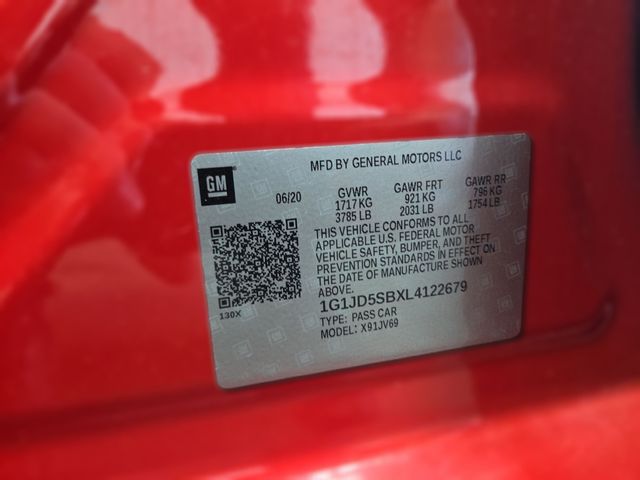 MFD BY GENERAL MOTORS LLC
GM
06/20 GVWR GAWR FRT GAWR RR
1717 KG 921 KG 796 KG
3785 LB 2031 LB 1754 LB
THIS VEHICLE CONFORMS TO ALL
APPLICABLE U.S. FEDERAL MOTOR
VEHICLE SAFETY, BUMPER, AND THEFT
PREVENTION STANDARDS IN EFFECT ON
THE DATE OF MANUFACTURE SHOWN
ABOVE.
130X
1G1JD5SBXL4122679
TYPE: PASS CAR
MODEL: X91JV69